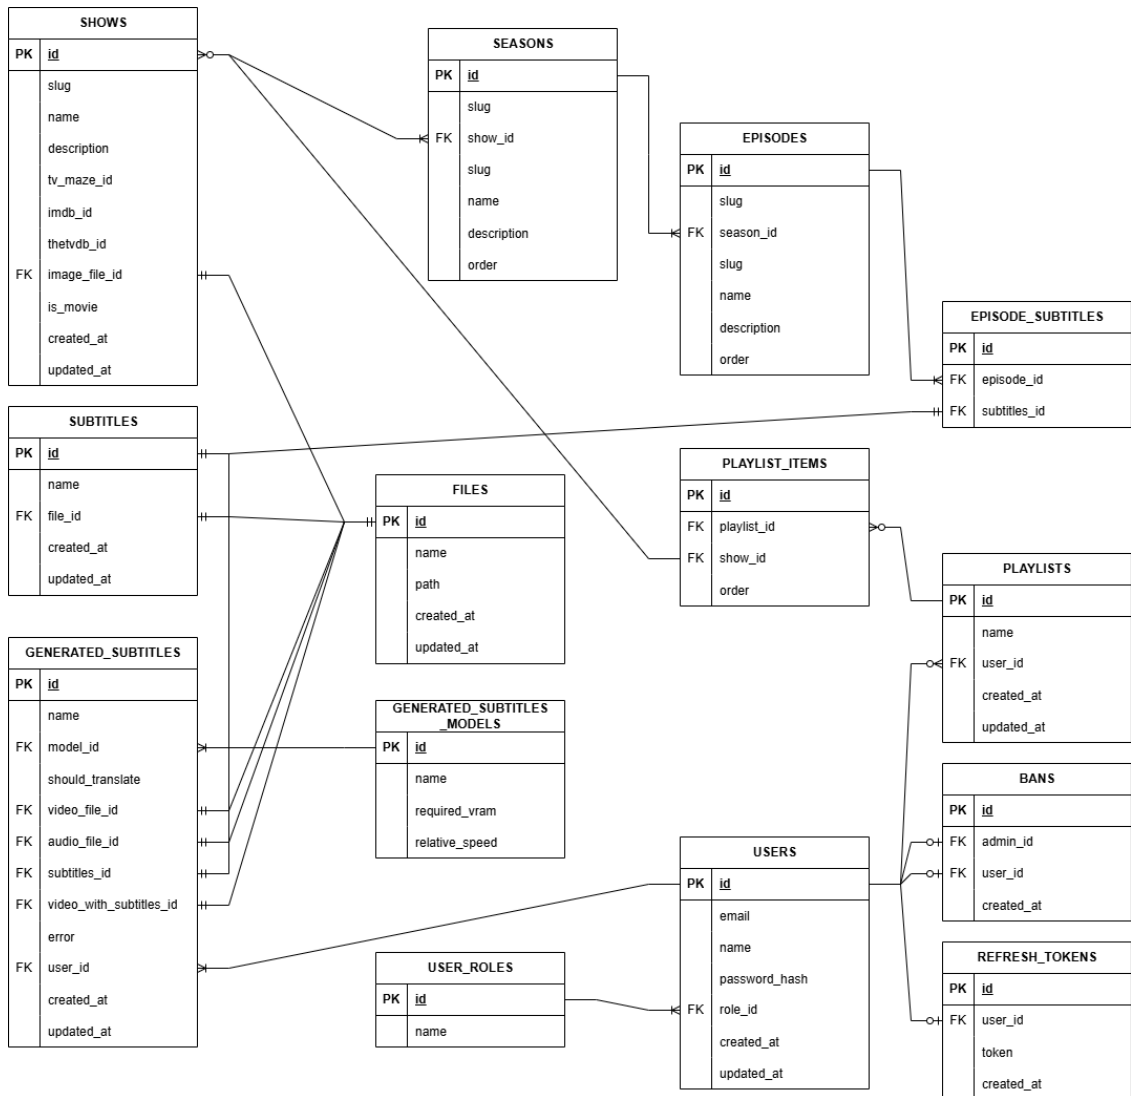 SHOWS
PK id
slug
name
description
tv_maze_id
imdb_id
thetvdb_id
FK image_file_id
is_movie
created_at
updated_at
SEASONS
PK id
slug
FK show_id
slug
name
description
order
EPISODES
PK id
slug
FK season_id
slug
name
description
order
EPISODE_SUBTITLES
PK id
FK episode_id
FK subtitles_id
SUBTITLES
PK id
name
FK file_id
created_at
updated_at
FILES
PK id
name
path
created_at
updated_at
PLAYLIST_ITEMS
PK id
FK playlist_id
FK show_id
order
PLAYLISTS
PK id
name
FK user_id
created_at
updated_at
GENERATED_SUBTITLES
PK id
name
FK model_id
should_translate
FK video_file_id
FK audio_file_id
FK subtitles_id
FK video_with_subtitles_id
error
FK user_id
created_at
updated_at
GENERATED_SUBTITLES
_MODELS
PK id
name
required_vram
relative_speed
BANS
PK id
FK admin_id
FK user_id
created_at
USERS
PK id
email
name
password_hash
FK role_id
created_at
updated_at
USER_ROLES
PK id
name
REFRESH_TOKENS
PK id
FK user_id
token
created_at